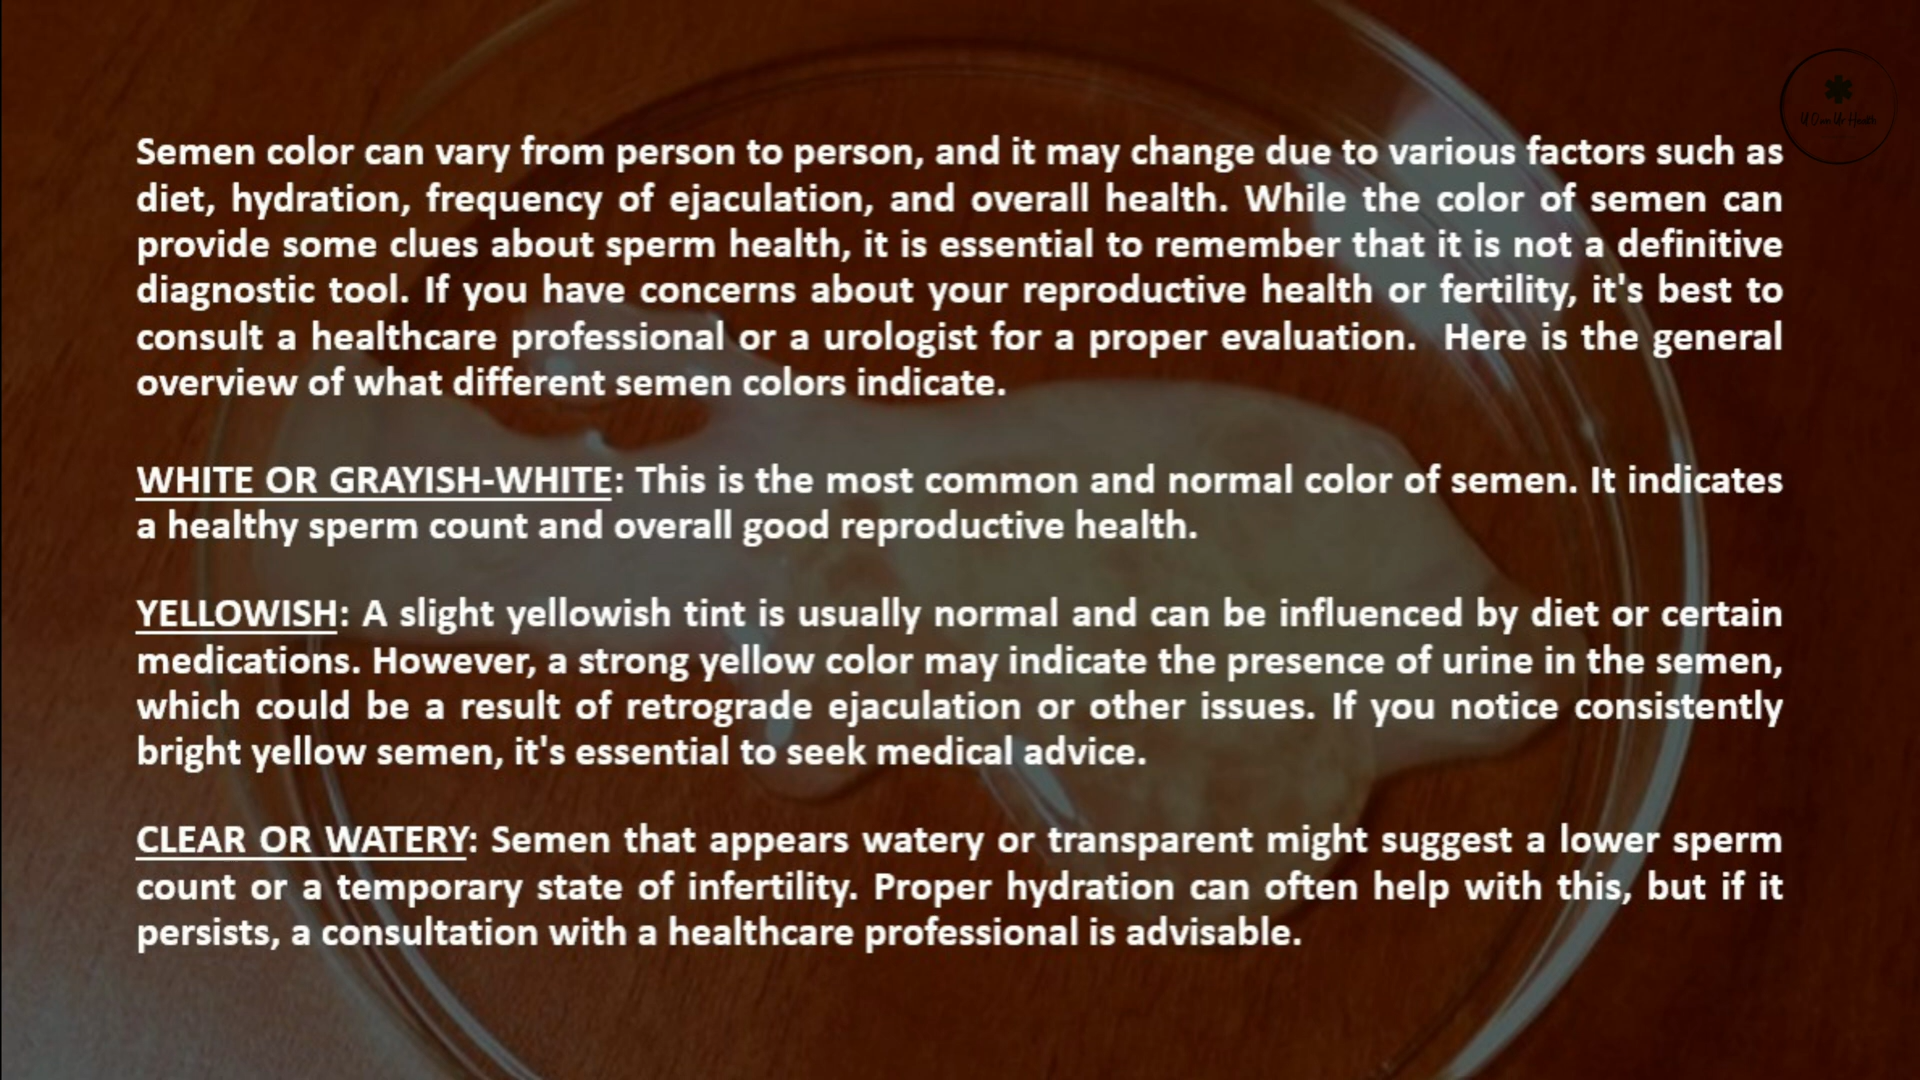 U Own Ur Health
Semen color can vary from person to person, and it may change due to various factors such as
diet, hydration, frequency of ejaculation, and overall health. While the color of semen can
provide some clues about sperm health, it is essential to remember that it is not a definitive
diagnostic tool. If you have concerns about your reproductive health or fertility, it's best to
consult a healthcare professional or a urologist for a proper evaluation. Here is the general
overview of what different semen colors indicate.
WHITE OR GRAYISH-WHITE: This is the most common and normal color of semen. It indicates
a healthy sperm count and overall good reproductive health.
YELLOWISH: A slight yellowish tint is usually normal and can be influenced by diet or certain
medications. However, a strong yellow color may indicate the presence of urine in the semen,
which could be a result of retrograde ejaculation or other issues. If you notice consistently
bright yellow semen, it's essential to seek medical advice.
CLEAR OR WATERY: Semen that appears watery or transparent might suggest a lower sperm
count or a temporary state of infertility. Proper hydration can often help with this, but if it
persists, a consultation with a healthcare professional is advisable.